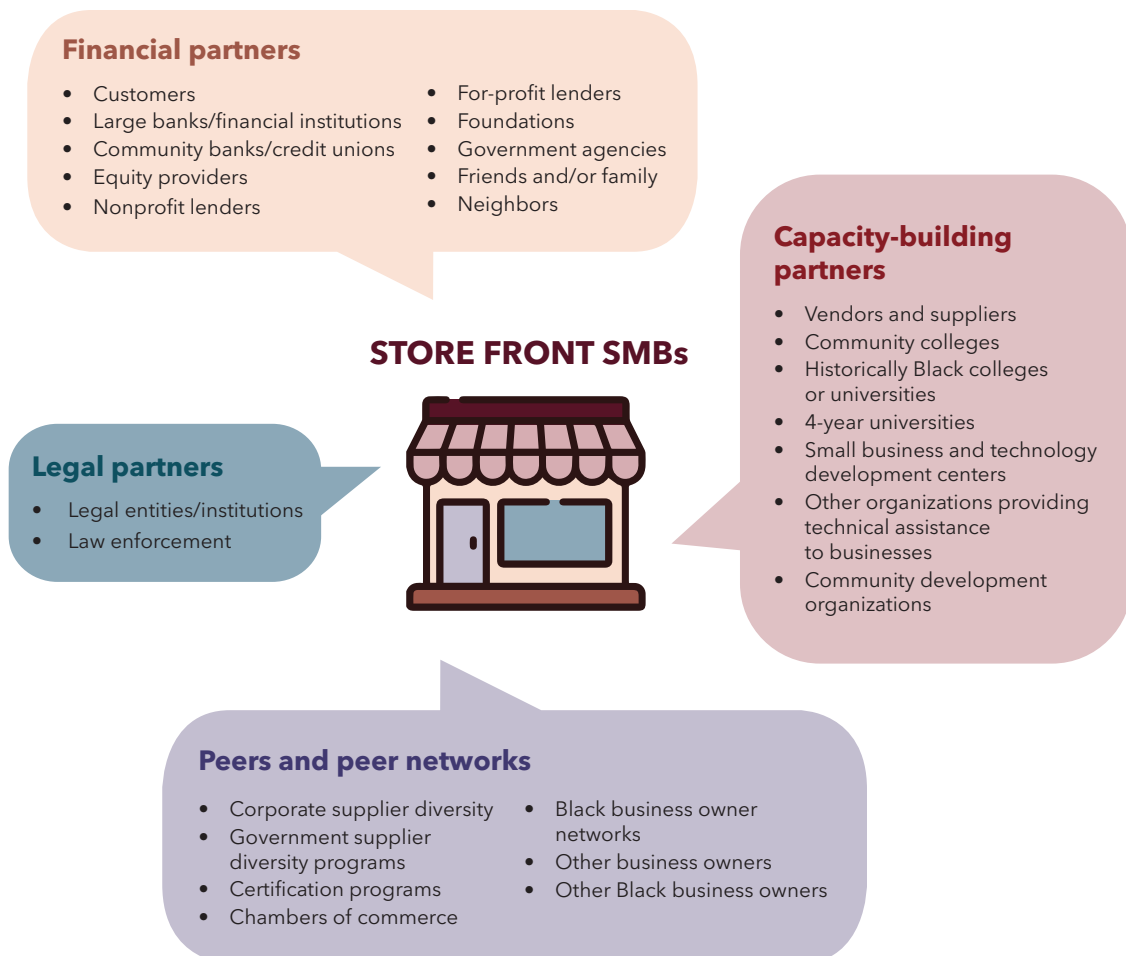 Financial partners
• Customers
• Large banks/financial institutions
• Community banks/credit unions
• Equity providers
• Nonprofit lenders
• For-profit lenders
• Foundations
• Government agencies
• Friends and/or family
• Neighbors
Capacity-building
partners
• Vendors and suppliers
• Community colleges
• Historically Black colleges
or universities
• 4-year universities
• Small business and technology
development centers
• Other organizations providing
technical assistance
to businesses
• Community development
organizations
STORE FRONT SMBs
Legal partners
• Legal entities/institutions
• Law enforcement
Peers and peer networks
• Corporate supplier diversity
• Government supplier
diversity programs
• Certification programs
• Chambers of commerce
• Black business owner
networks
• Other business owners
• Other Black business owners